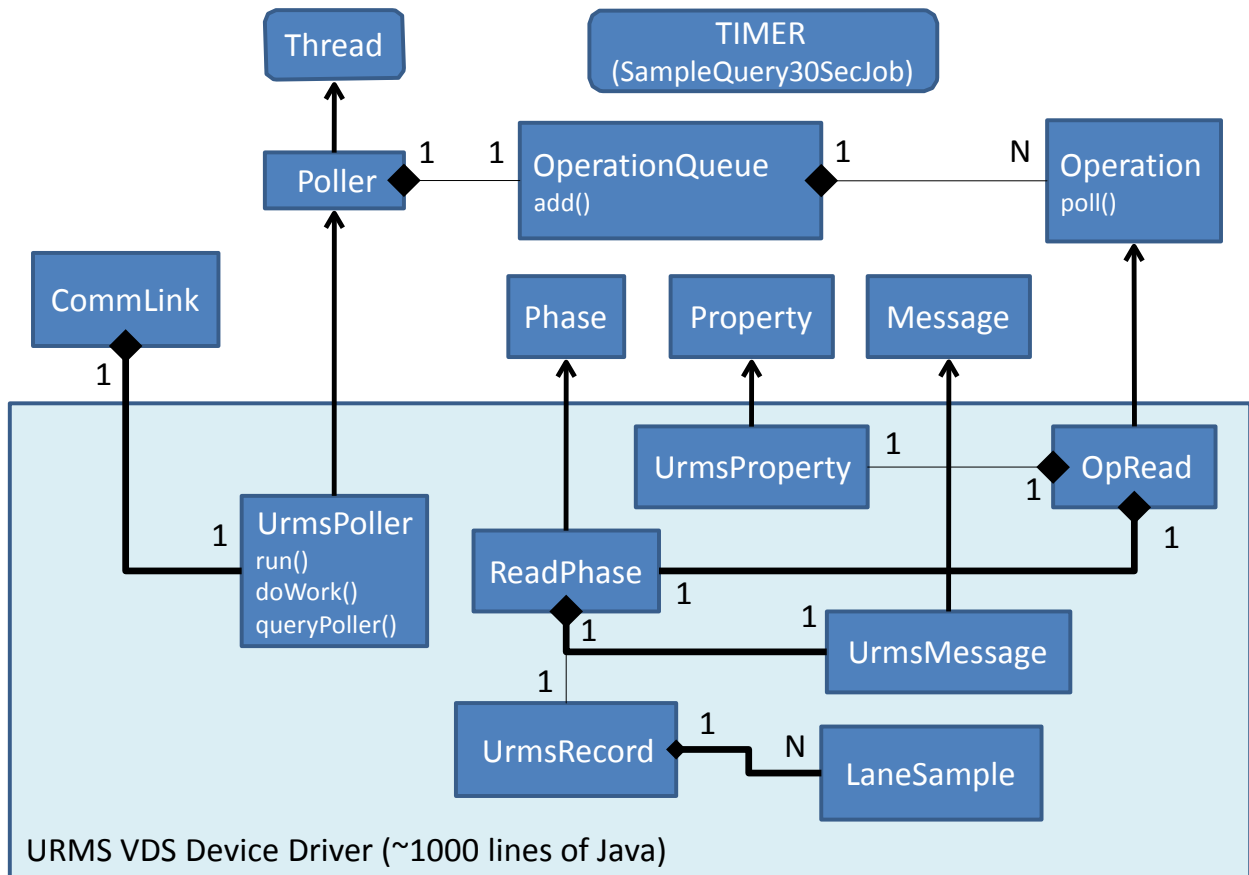 Thread
TIMER
(SampleQuery30SecJob)
Poller
1
1
OperationQueue
add()
1
N
Operation
poll()
CommLink
1
Phase
Property
Message
UrmsProperty
1
1
OpRead
1
1
UrmsPoller
run()
doWork()
queryPoller()
ReadPhase
1
1
1
UrmsMessage
1
UrmsRecord
1
N
LaneSample
URMS VDS Device Driver (~1000 lines of Java)